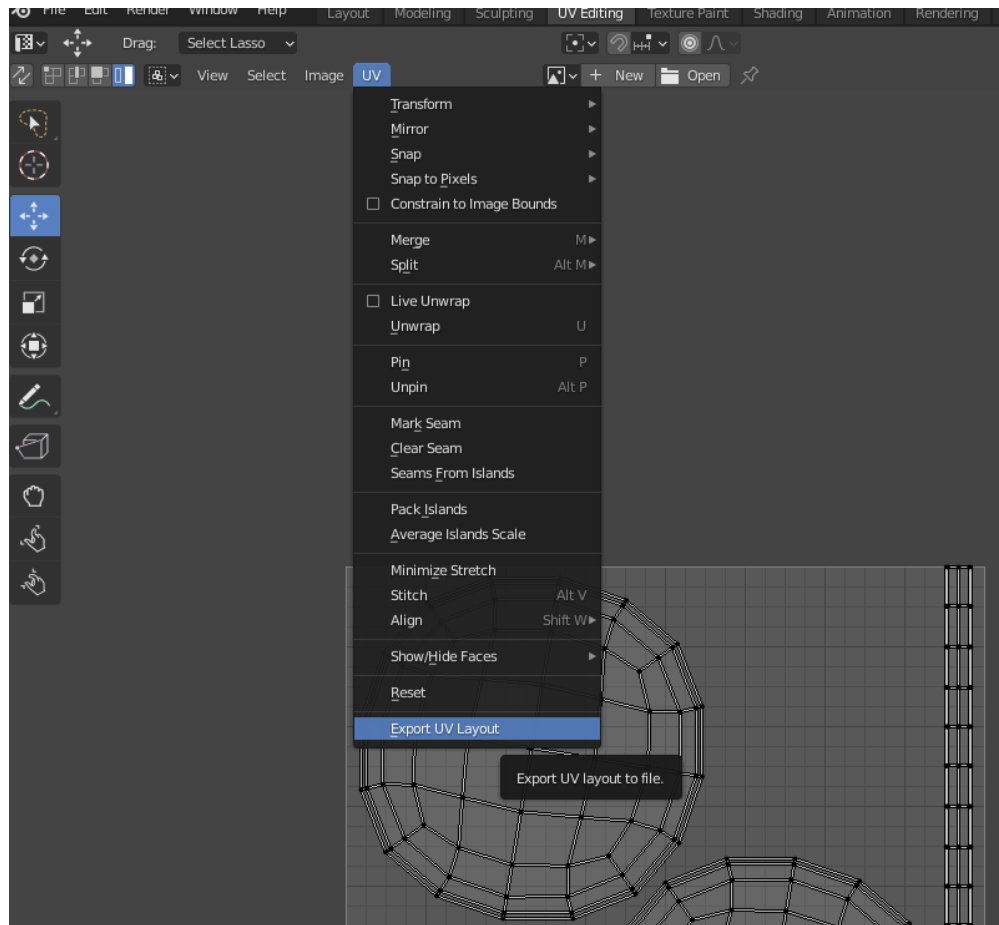 File Edit Render Window Help Layout Modeling Sculpting UV Editing Texture Paint Shading Animation Rendering
Drag: Select Lasso
View Select Image UV + New Open
Transform
Mirror
Snap
Snap to Pixels
Constrain to Image Bounds
Merge M
Split Alt M
Live Unwrap
Unwrap U
Pin P
Unpin Alt P
Mark Seam
Clear Seam
Seams From Islands
Pack Islands
Average Islands Scale
Minimize Stretch
Stitch Alt V
Align Shift W
Show/Hide Faces
Reset
Export UV Layout
Export UV layout to file.